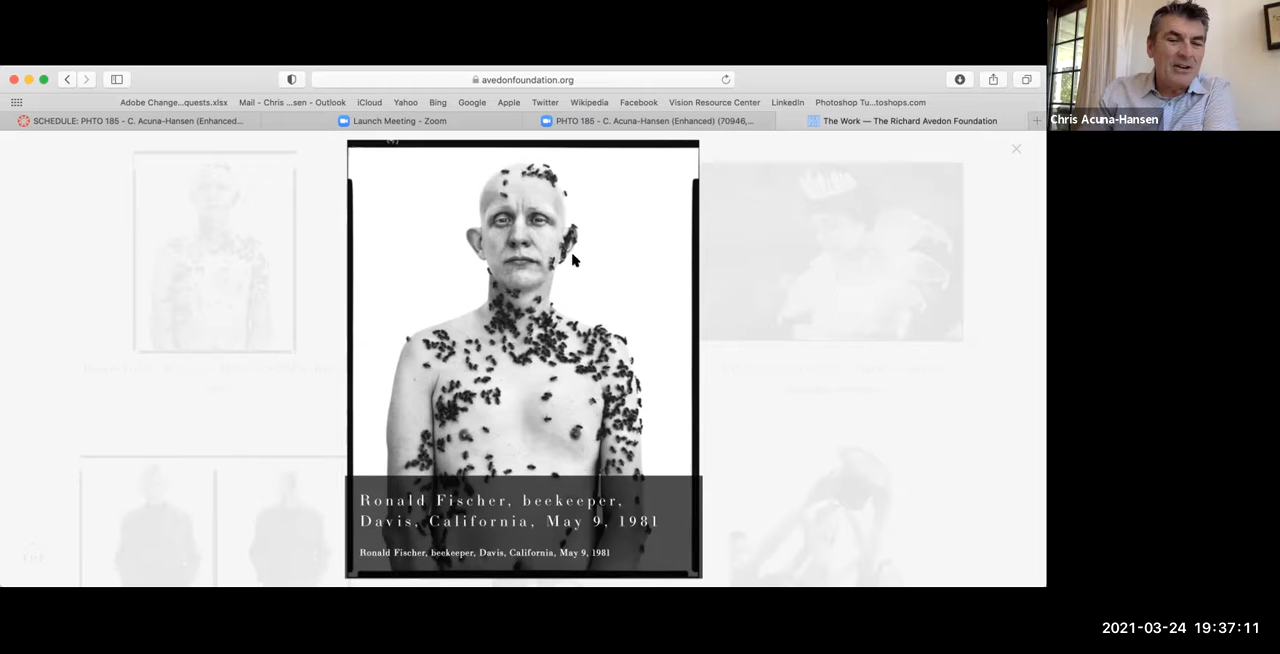 avedonfoundation.org
Adobe Change...quests.xlsx Mail - Chris ...sen - Outlook iCloud Yahoo Bing Google Apple Twitter Wikipedia Facebook Vision Resource Center LinkedIn Photoshop Tu...toshops.com
SCHEDULE: PHTO 185 - C. Acuna-Hansen (Enhanced... Launch Meeting - Zoom PHTO 185 - C. Acuna-Hansen (Enhanced) (70946,... The Work — The Richard Avedon Foundation
Chris Acuna-Hansen
Ronald Fischer, beekeeper,
Davis, California, May 9, 1981
Ronald Fischer, beekeeper, Davis, California, May 9, 1981
2021-03-24 19:37:11